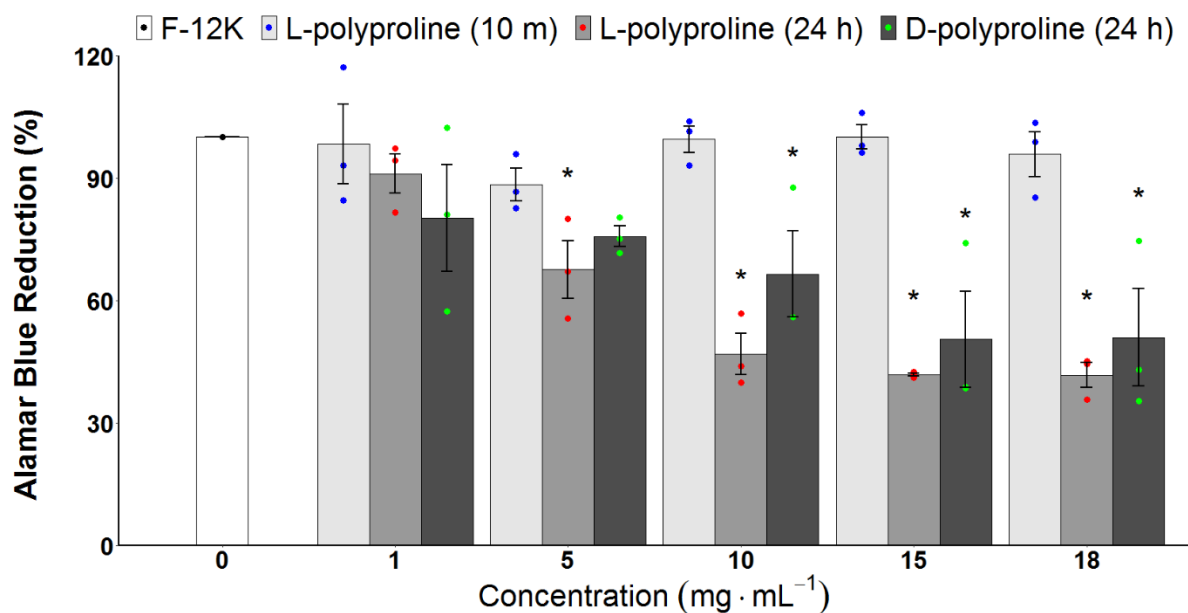 F-12K L-polyproline (10 m) L-polyproline (24 h) D-polyproline (24 h)
120
90
60
30
0
Alamar Blue Reduction (%)
* * * * * * *
0 1 5 10 15 18
Concentration (mg · mL⁻¹)